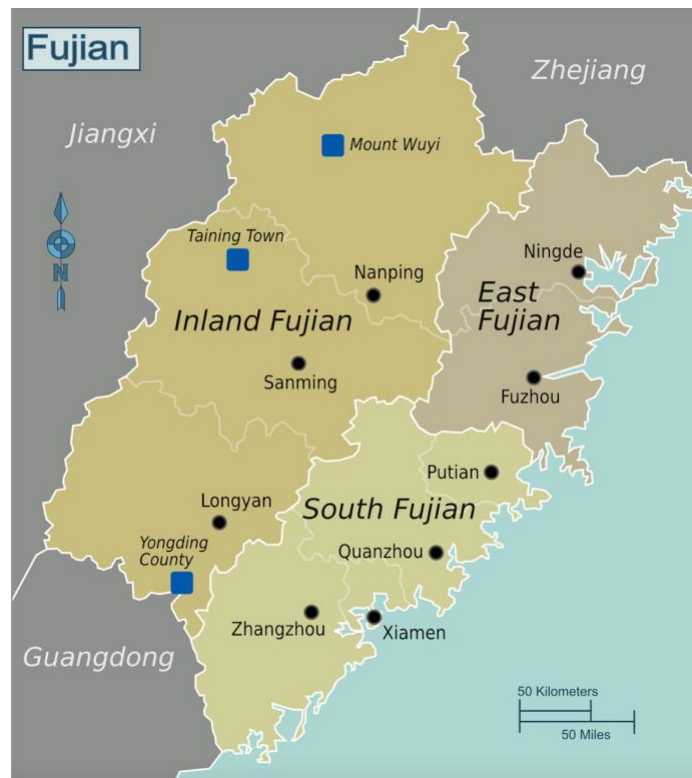 Fujian
Zhejiang
Jiangxi
Mount Wuyi
N
Taining Town
Nanping
Ningde
Inland Fujian
East
Fujian
Sanming
Fuzhou
Putian
Longyan
South Fujian
Yongding
County
Quanzhou
Zhangzhou
Xiamen
Guangdong
50 Kilometers
50 Miles